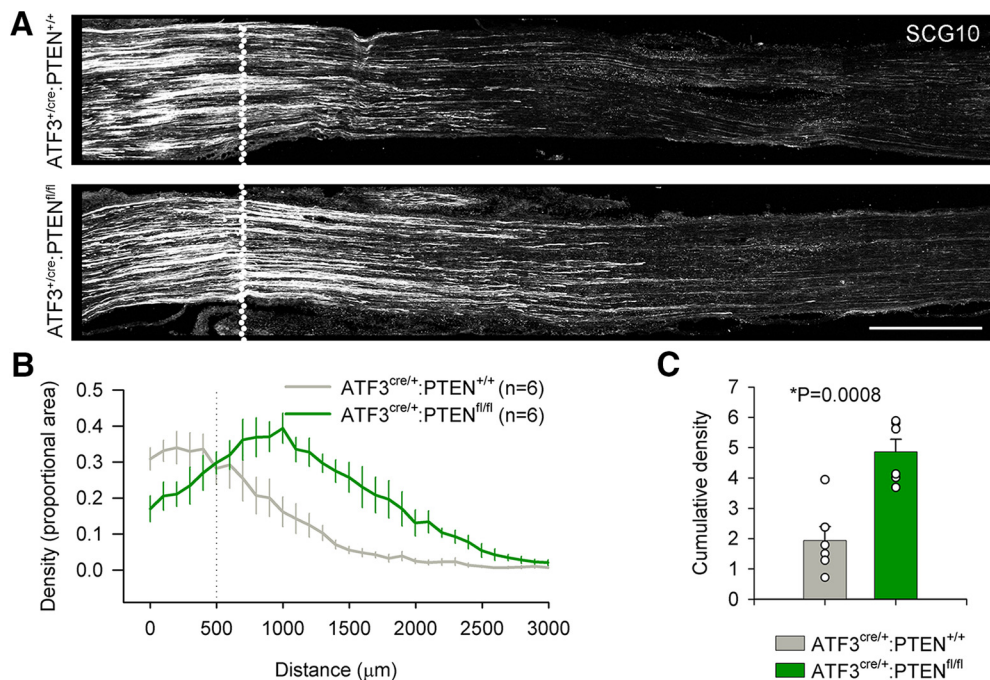 A
ATF3+/cre:PTEN+/+
SCG10
ATF3+/cre:PTENfl/fl
B
Density (proportional area)
0.5
0.4
0.3
0.2
0.1
0.0
ATF3cre/+:PTEN+/+ (n=6)
ATF3cre/+:PTENfl/fl (n=6)
0 500 1000 1500 2000 2500 3000
Distance (μm)
C
Cumulative density
7
6
5
4
3
2
1
0
*P=0.0008
ATF3cre/+:PTEN+/+
ATF3cre/+:PTENfl/fl